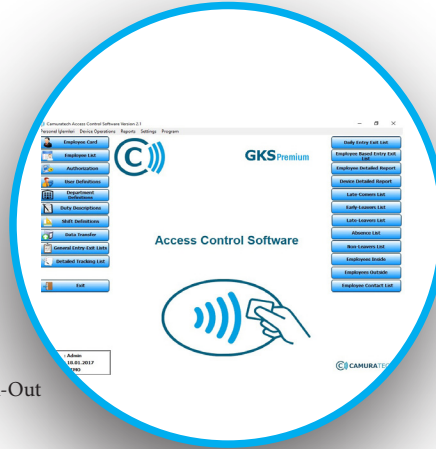 Camuratech Access Control Software Version 2.1
Personel İşlemleri Device Operations Reports Settings Program
Employee Card
Employee List
Authorization
User Definitions
Department
Definitions
Duty Descriptions
Shift Definitions
Data Transfer
General Entry Exit Lists
Detailed Tracking List
Exit
GKS Premium
Access Control Software
Daily Entry Exit List
Employee Based Entry Exit
List
Employee Detailed Report
Device Detailed Report
Late-Comers List
Early-Leavers List
Late-Leavers List
Absence List
Non-Leavers List
Employees Inside
Employees Outside
Employee Contact List
: Admin
10.01.2017
-Out